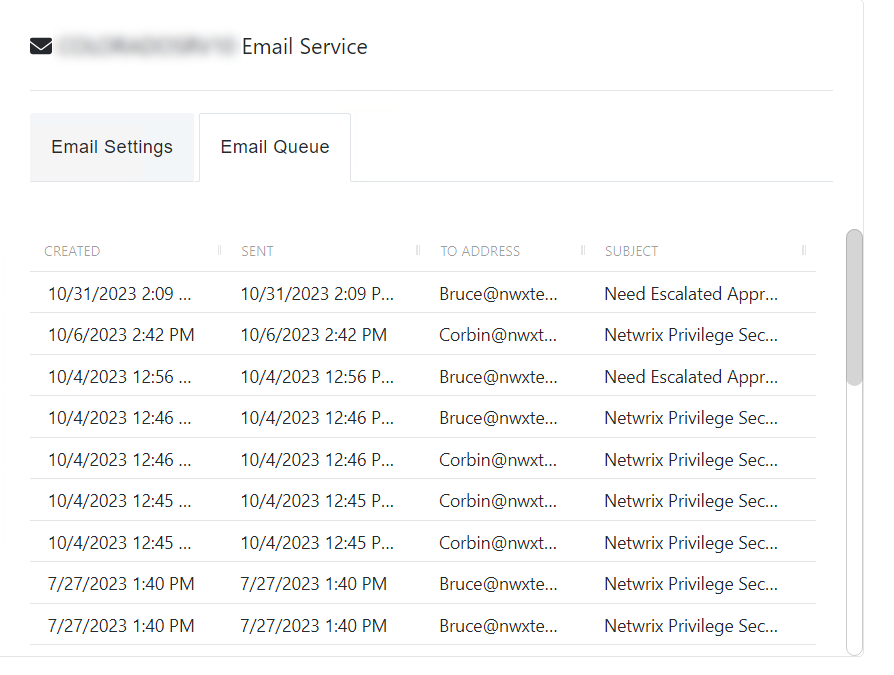 Email Service
Email Settings Email Queue
CREATED SENT TO ADDRESS SUBJECT
10/31/2023 2:09 ... 10/31/2023 2:09 P... Bruce@nwxte... Need Escalated Appr...
10/6/2023 2:42 PM 10/6/2023 2:42 PM Corbin@nwxt... Netwrix Privilege Sec...
10/4/2023 12:56 ... 10/4/2023 12:56 P... Bruce@nwxte... Need Escalated Appr...
10/4/2023 12:46 ... 10/4/2023 12:46 P... Bruce@nwxte... Netwrix Privilege Sec...
10/4/2023 12:46 ... 10/4/2023 12:46 P... Corbin@nwxt... Netwrix Privilege Sec...
10/4/2023 12:45 ... 10/4/2023 12:45 P... Corbin@nwxt... Netwrix Privilege Sec...
10/4/2023 12:45 ... 10/4/2023 12:45 P... Corbin@nwxt... Netwrix Privilege Sec...
7/27/2023 1:40 PM 7/27/2023 1:40 PM Bruce@nwxte... Netwrix Privilege Sec...
7/27/2023 1:40 PM 7/27/2023 1:40 PM Bruce@nwxte... Netwrix Privilege Sec...